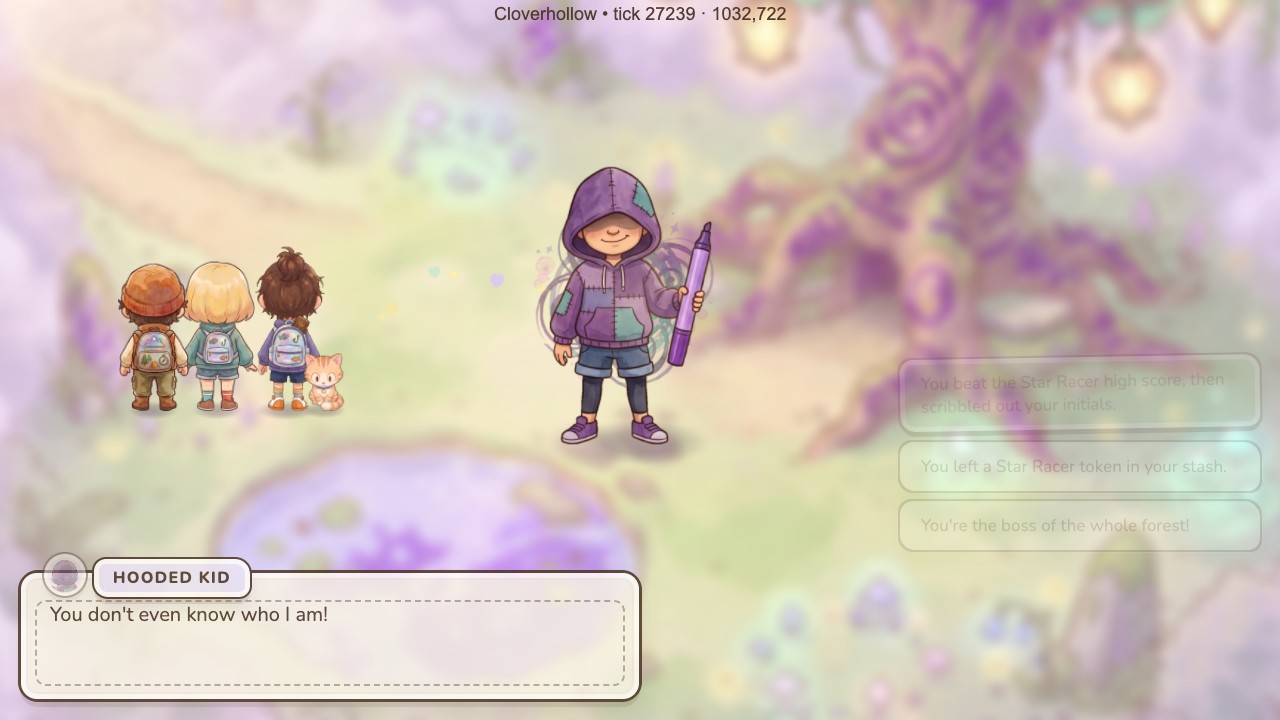 Cloverhollow • tick 27239 · 1032,722
You beat the Star Racer high score, then
scribbled out your initials.
You left a Star Racer token in your stash.
You're the boss of the whole forest!
HOODED KID
You don't even know who I am!